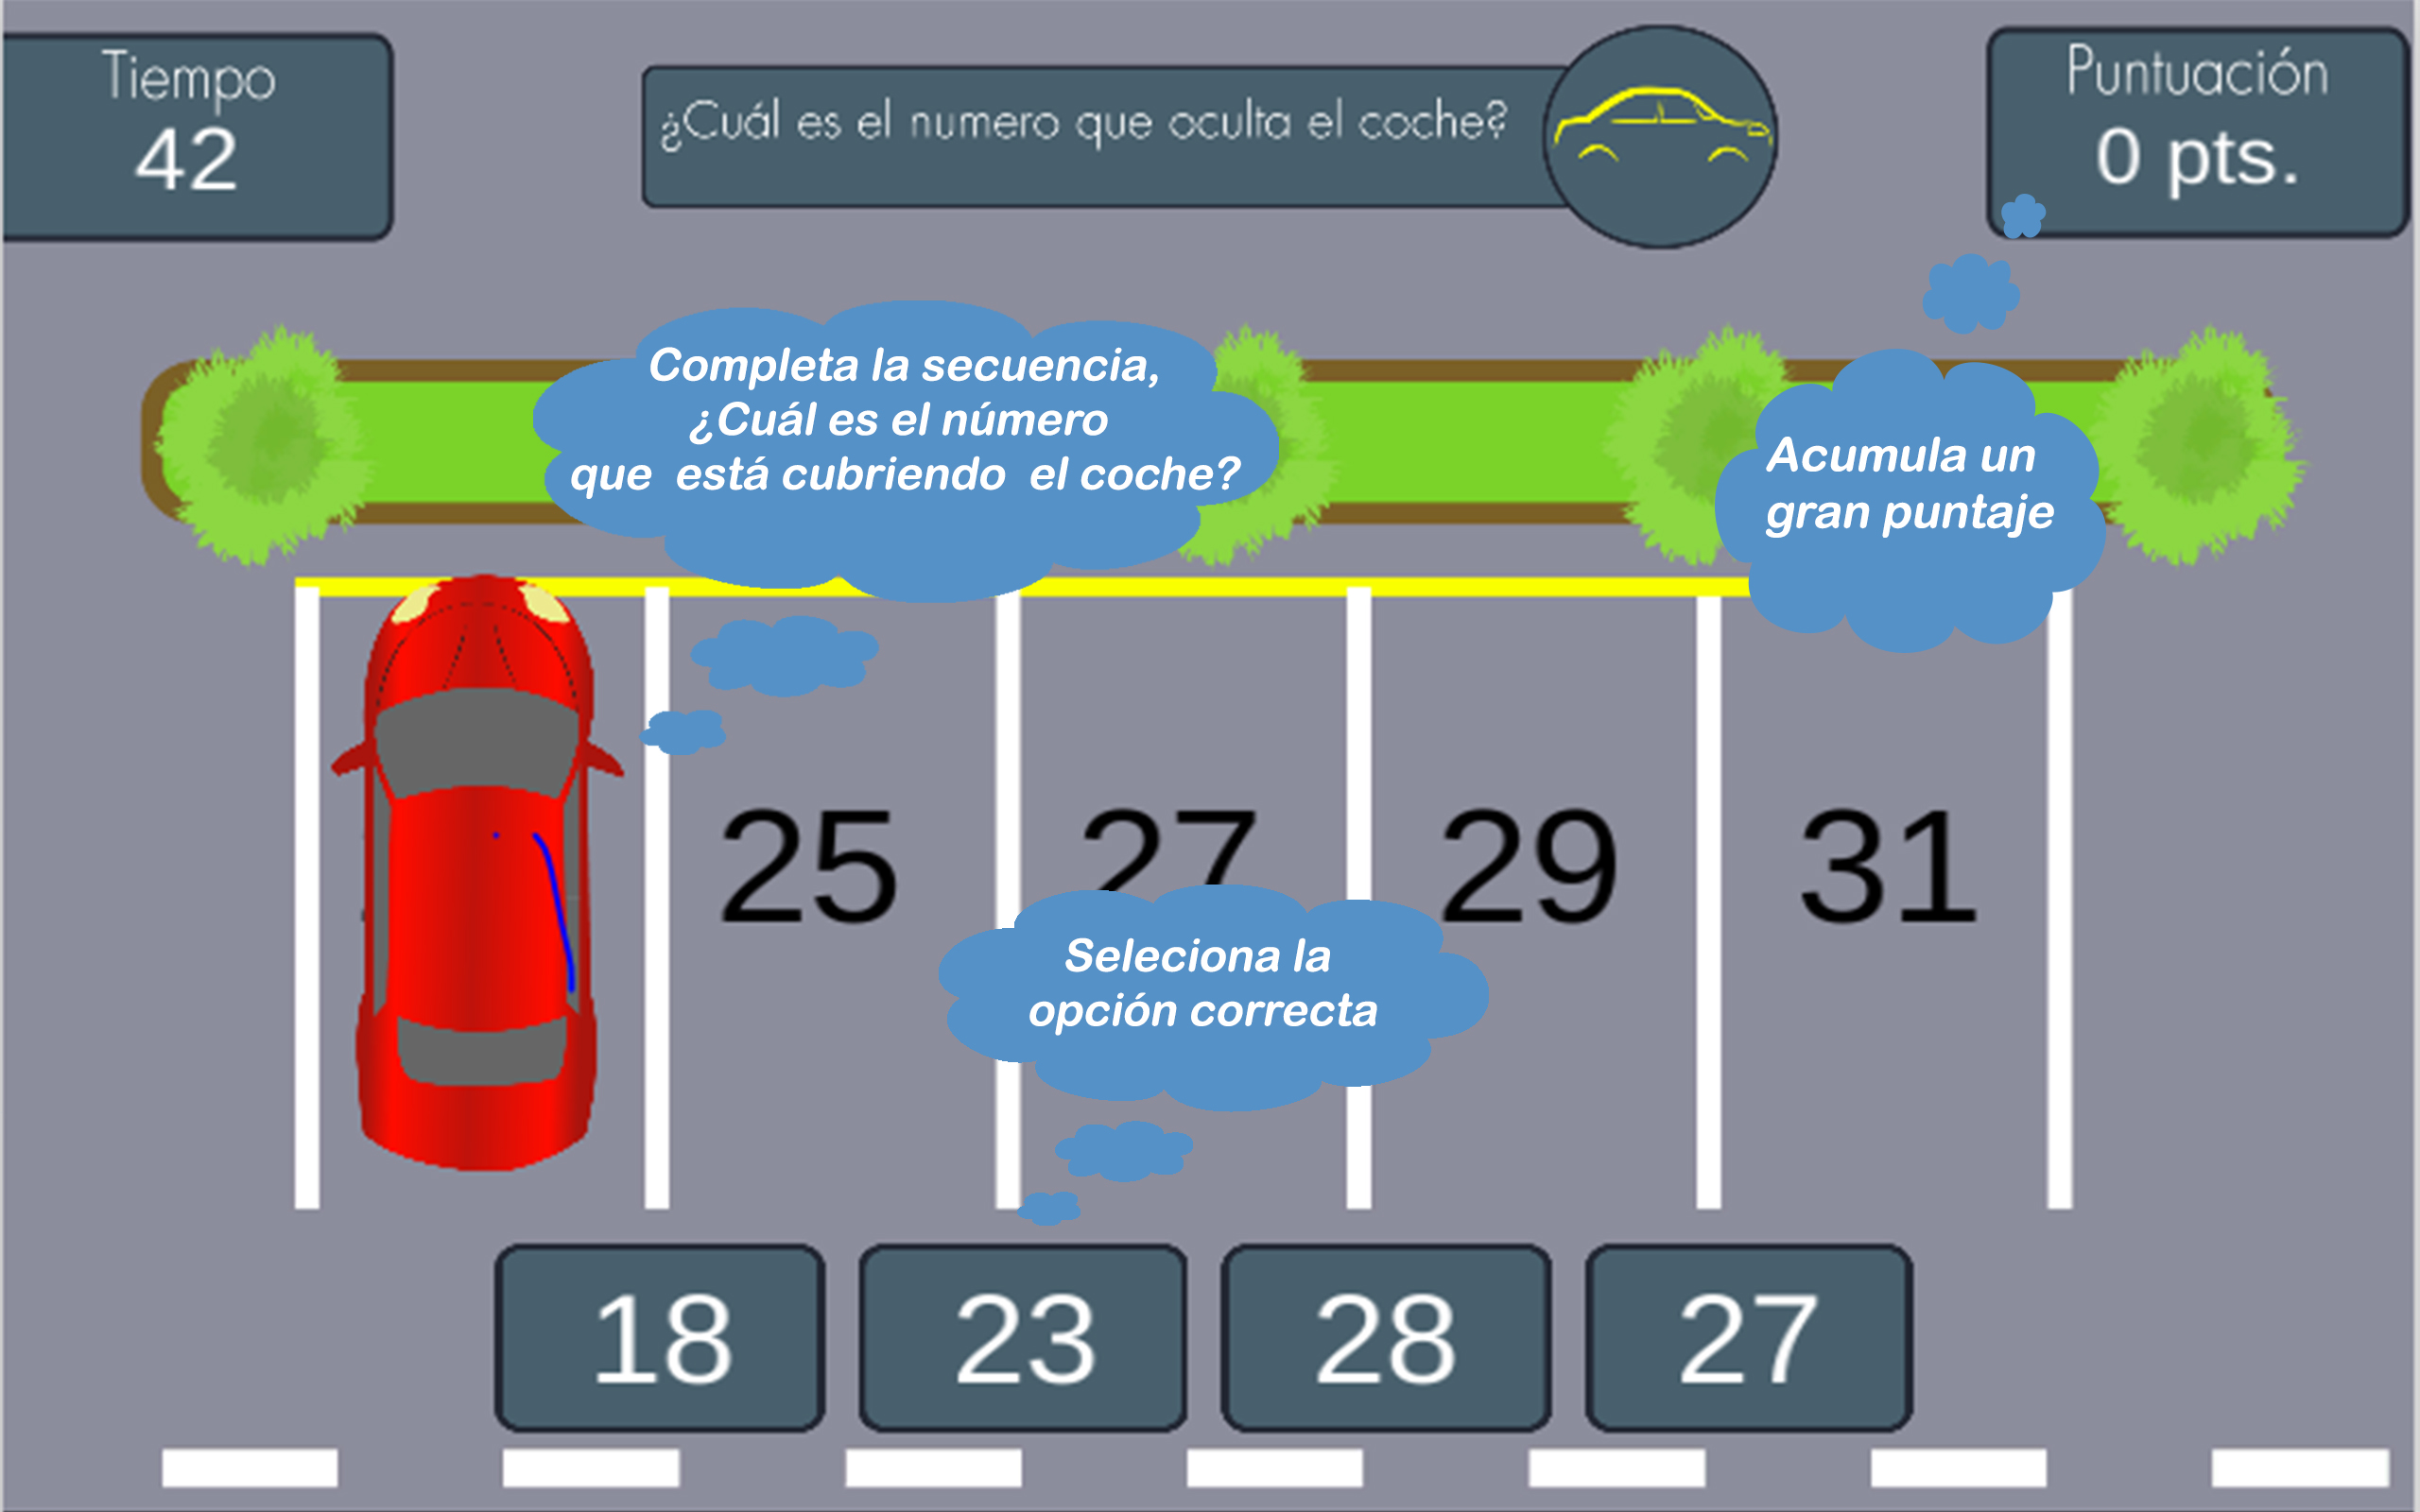 Tiempo
42
¿Cuál es el numero que oculta el coche?
Puntuación
0 pts.
Completa la secuencia,
¿Cuál es el número
que está cubriendo el coche?
Acumula un
gran puntaje
25 27 29 31
Seleciona la
opción correcta
18 23 28 27